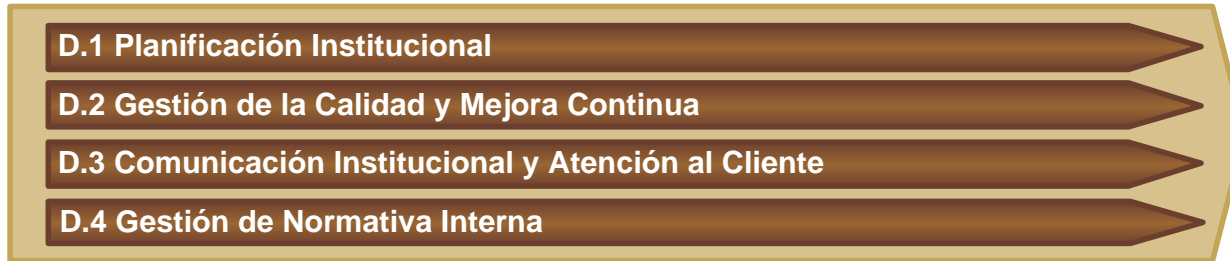 D.1 Planificación Institucional
D.2 Gestión de la Calidad y Mejora Continua
D.3 Comunicación Institucional y Atención al Cliente
D.4 Gestión de Normativa Interna